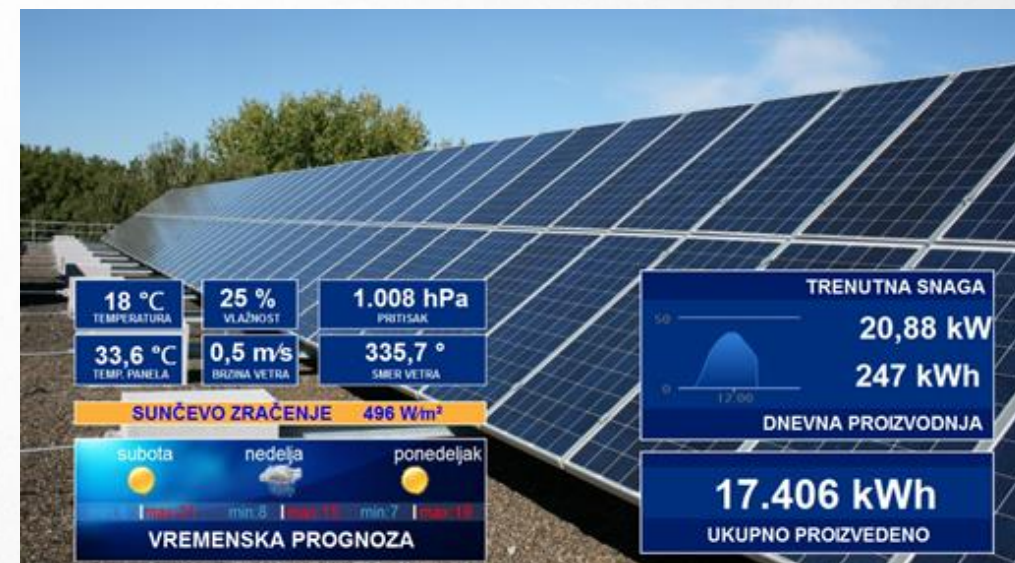 18 °C
TEMPERATURA
25 %
VLAŽNOST
1.008 hPa
PRITISAK
33,6 °C
TEMP. PANELA
0,5 m/s
BRZINA VETRA
335,7 °
SMER VETRA
SUNČEVO ZRAČENJE 496 W/m²
subota nedelja ponedeljak
min:8 min:7
VREMENSKA PROGNOZA
TRENUTNA SNAGA
50
20,88 kW
247 kWh
0
12:00
DNEVNA PROIZVODNJA
17.406 kWh
UKUPNO PROIZVEDENO